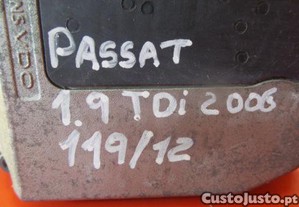 PASSAT
1.9 TDi 2006
119/12
CustoJusto.pt